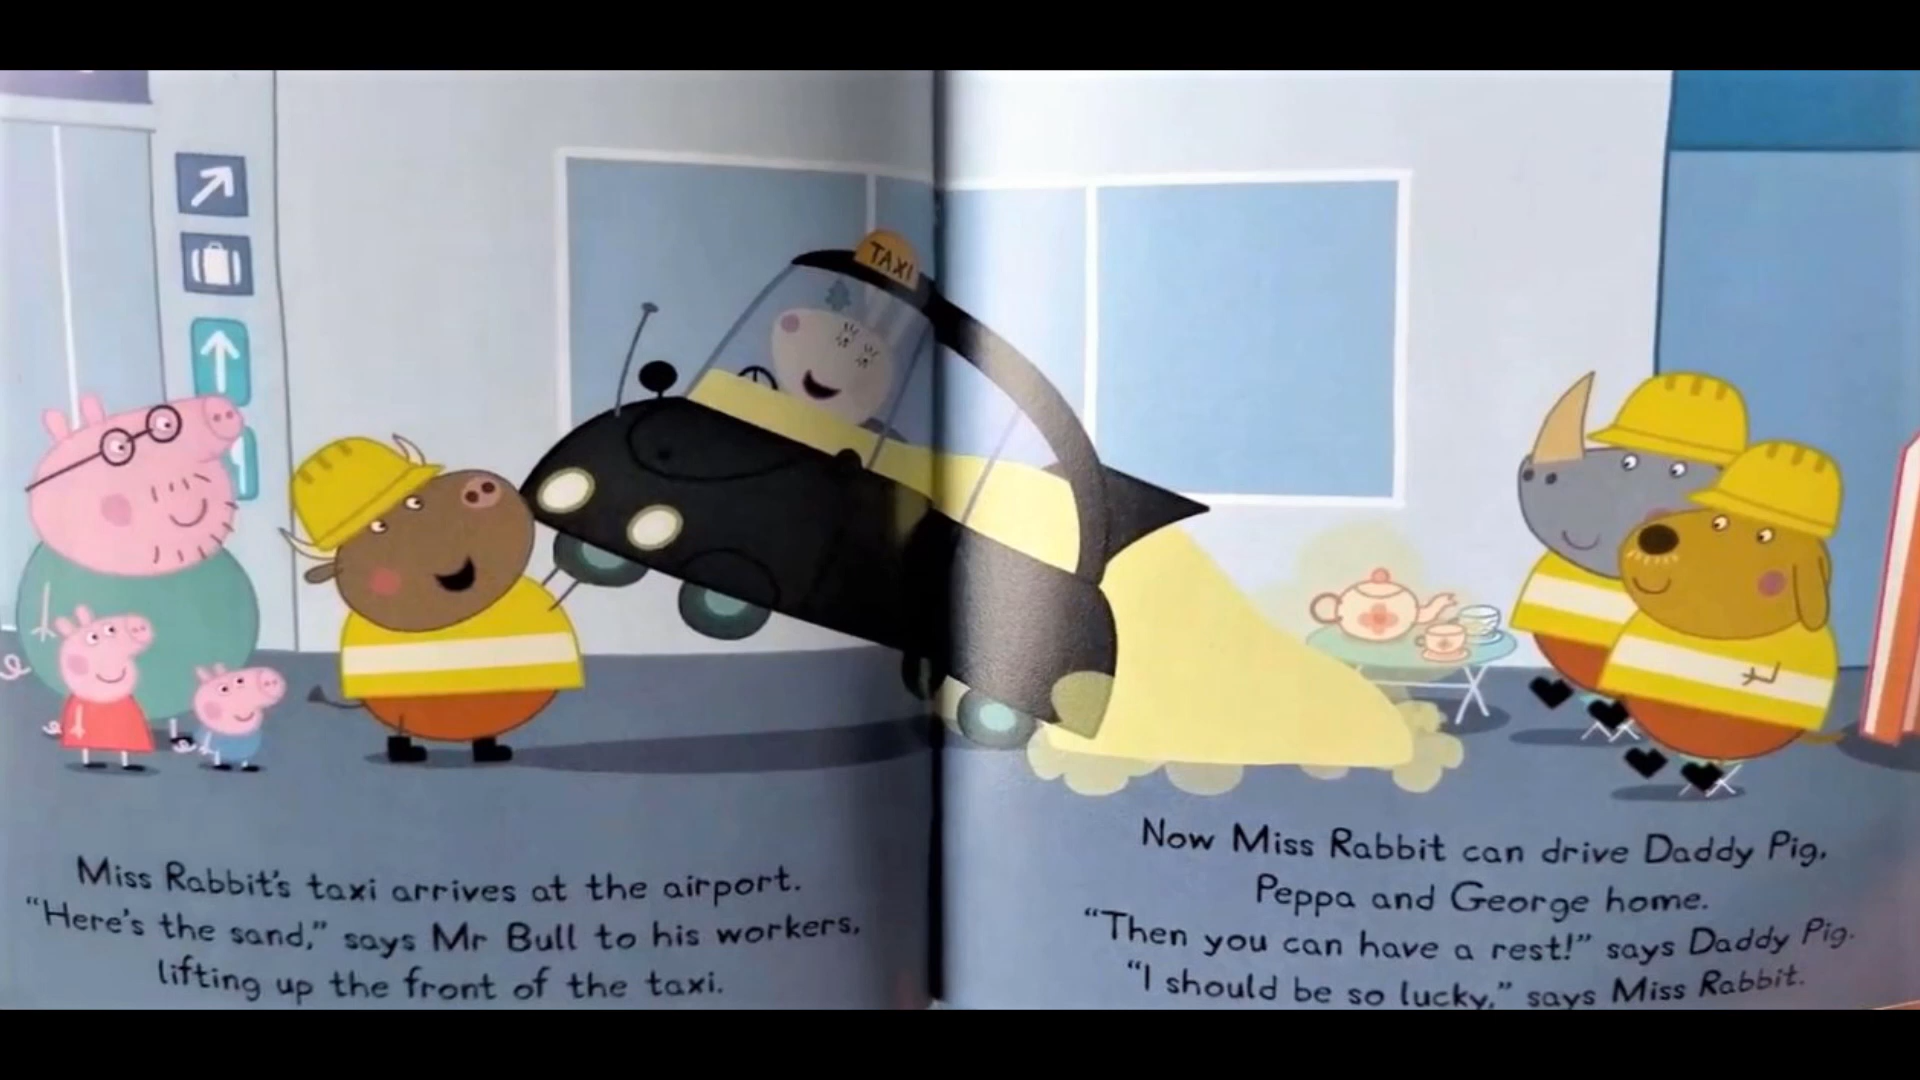 TAXI
Miss Rabbit's taxi arrives at the airport.
"Here's the sand," says Mr Bull to his workers,
lifting up the front of the taxi.
Now Miss Rabbit can drive Daddy Pig,
Peppa and George home.
"Then you can have a rest!" says Daddy Pig.
"I should be so lucky," says Miss Rabbit.